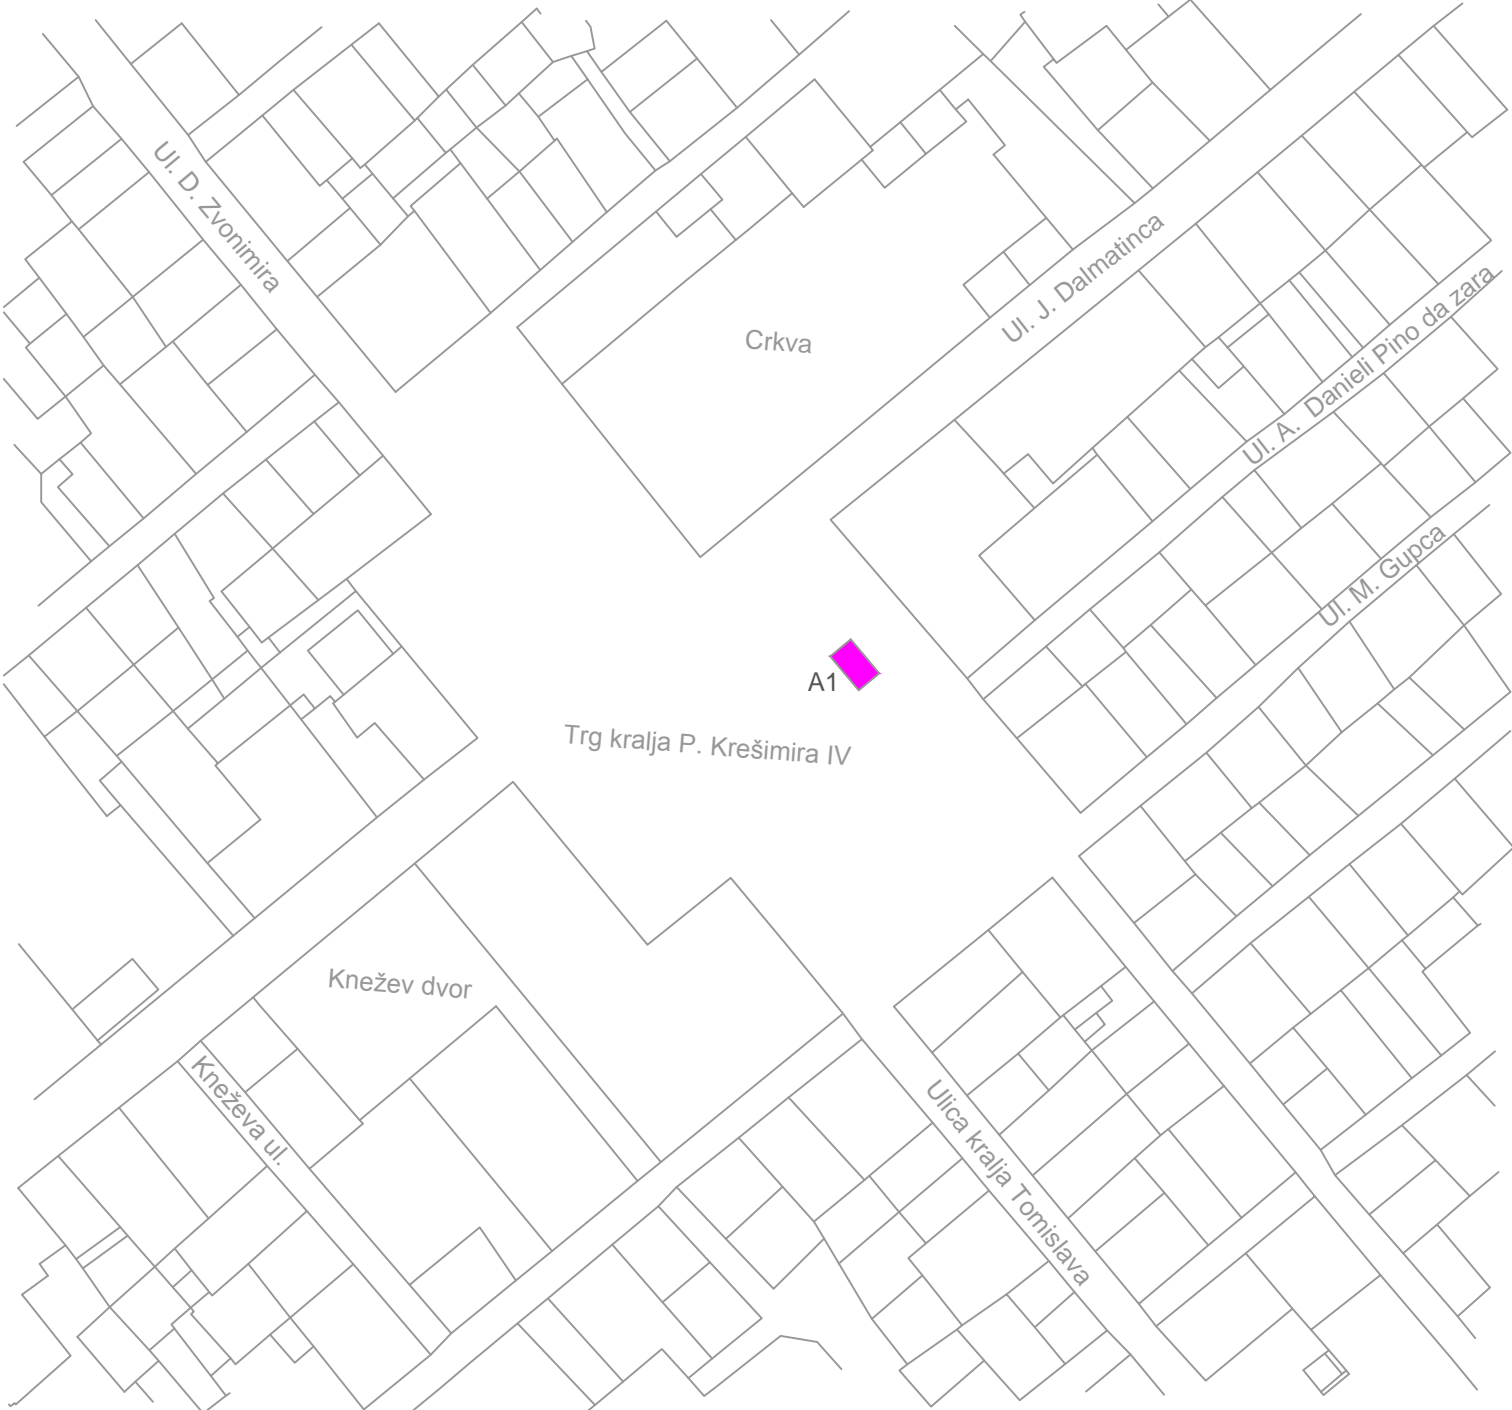 Ul. D. Zvonimira
Crkva
Ul. J. Dalmatinca
Ul. A. Danieli Pino da zara
Ul. M. Gupca
A1
Trg kralja P. Krešimira IV
Knežev dvor
Kneževa ul.
Ulica kralja Tomislava